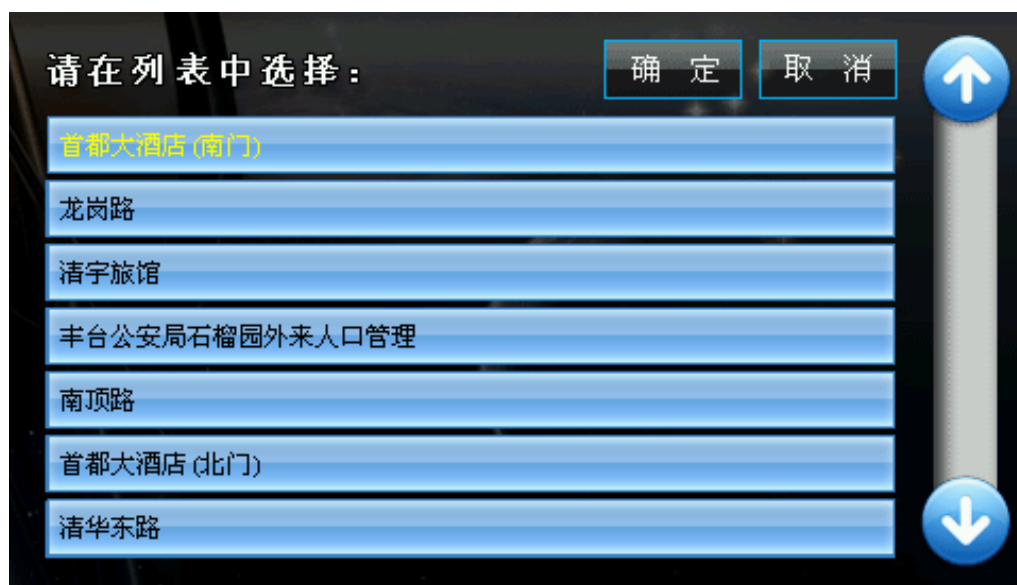 请在列表中选择:
确 定
取 消
首都大酒店(南门)
龙岗路
清宇旅馆
丰台公安局石榴园外来人口管理
南顶路
首都大酒店(北门)
清华东路